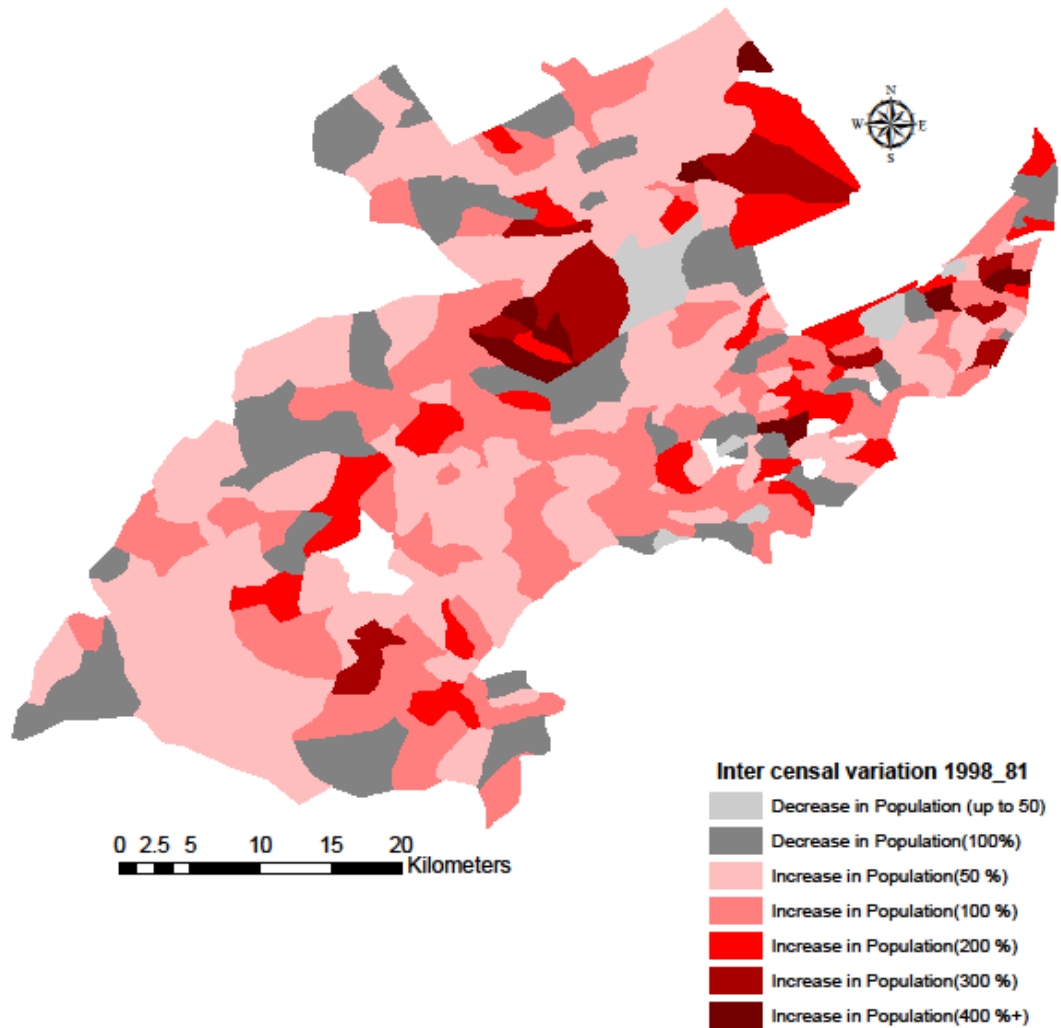 N
W E
S
Inter censal variation 1998_81
Decrease in Population (up to 50)
Decrease in Population(100%)
Increase in Population(50 %)
Increase in Population(100 %)
Increase in Population(200 %)
Increase in Population(300 %)
Increase in Population(400 %+)
0 2.5 5 10 15 20
Kilometers